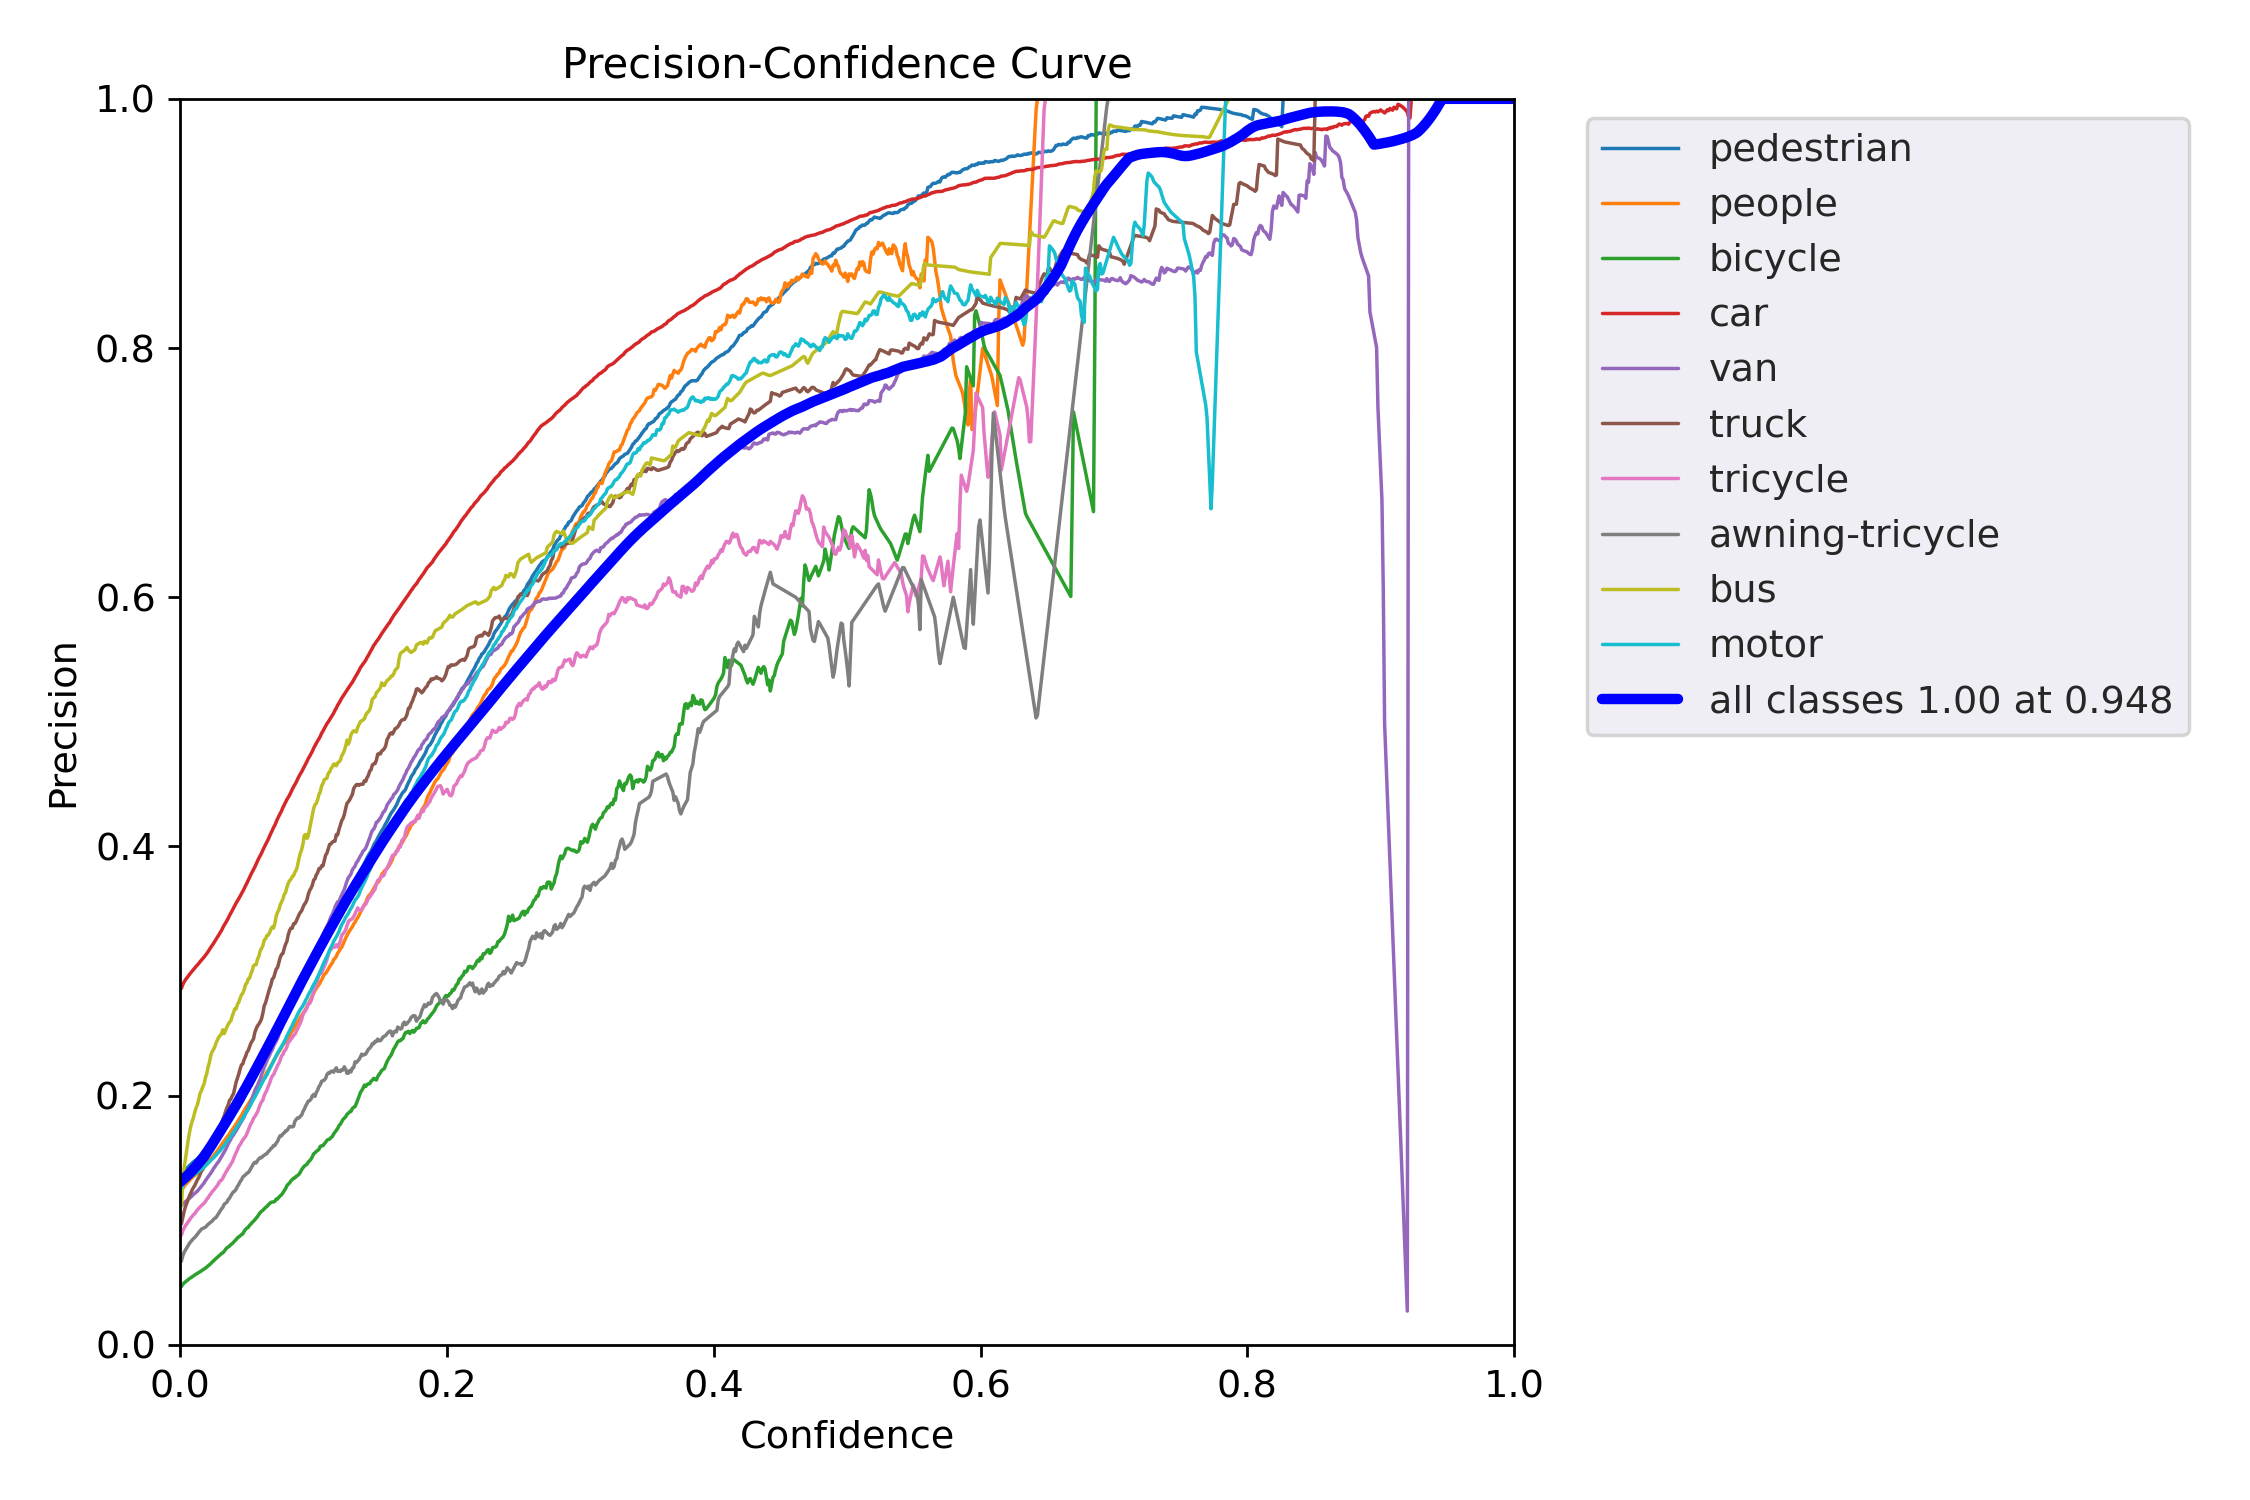 Precision-Confidence Curve
1.0
0.8
0.6
0.4
0.2
0.0
Precision
0.0 0.2 0.4 0.6 0.8 1.0
Confidence
pedestrian
people
bicycle
car
van
truck
tricycle
awning-tricycle
bus
motor
all classes 1.00 at 0.948